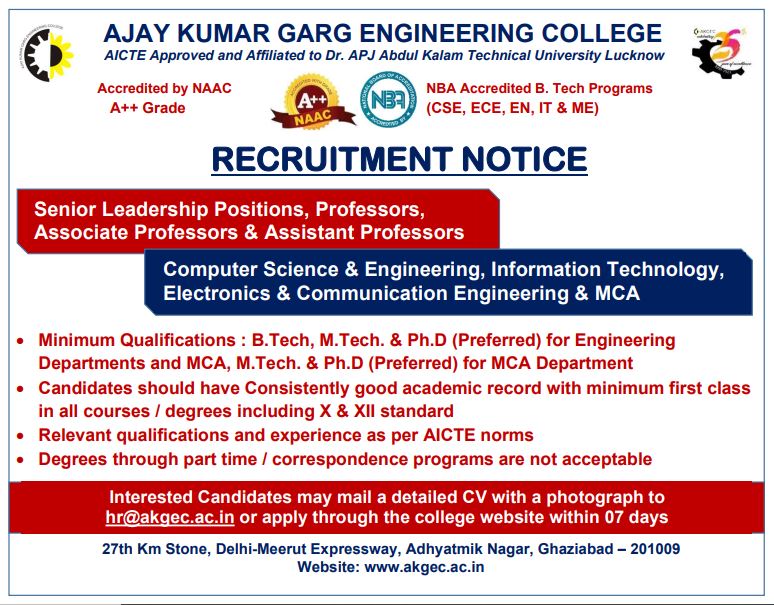 AJAY KUMAR GARG ENGINEERING COLLEGE
AICTE Approved and Affiliated to Dr. APJ Abdul Kalam Technical University Lucknow
Accredited by NAAC
A++ Grade
A++
NAAC
NBA
NBA Accredited B. Tech Programs
(CSE, ECE, EN, IT & ME)
RECRUITMENT NOTICE
Senior Leadership Positions, Professors,
Associate Professors & Assistant Professors
Computer Science & Engineering, Information Technology,
Electronics & Communication Engineering & MCA
• Minimum Qualifications : B.Tech, M.Tech. & Ph.D (Preferred) for Engineering
Departments and MCA, M.Tech. & Ph.D (Preferred) for MCA Department
• Candidates should have Consistently good academic record with minimum first class
in all courses / degrees including X & XII standard
• Relevant qualifications and experience as per AICTE norms
• Degrees through part time / correspondence programs are not acceptable
Interested Candidates may mail a detailed CV with a photograph to
hr@akgec.ac.in or apply through the college website within 07 days
27th Km Stone, Delhi-Meerut Expressway, Adhyatmik Nagar, Ghaziabad – 201009
Website: www.akgec.ac.in